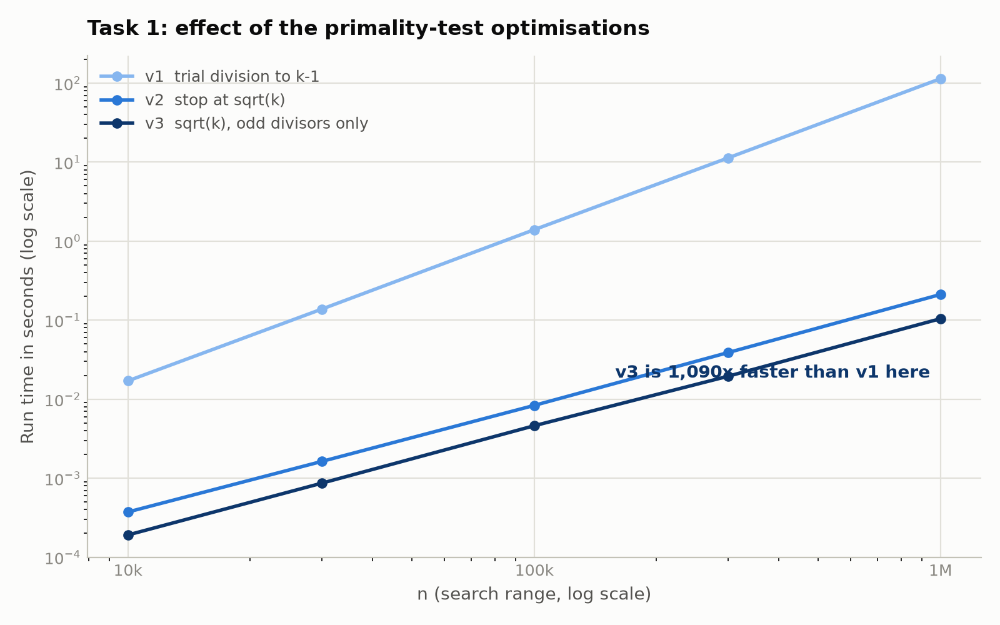 Task 1: effect of the primality-test optimisations
v1 trial division to k-1
v2 stop at sqrt(k)
v3 sqrt(k), odd divisors only
Run time in seconds (log scale)
10²
10¹
10⁰
10⁻¹
10⁻²
10⁻³
10⁻⁴
v3 is 1,090x faster than v1 here
10k 100k 1M
n (search range, log scale)